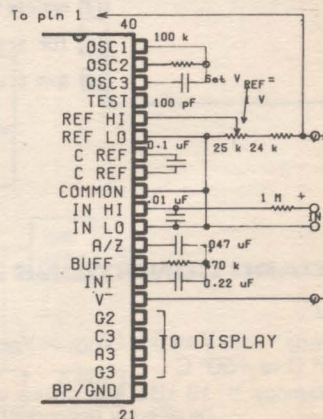 To pin 1
40
OSC1 100 k
OSC2
OSC3 Set V REF =
TEST 100 pF 1 V
REF HI
REF LO
C REF 0.1 uF 25 k 24 k
C REF
COMMON
IN HI .01 uF 1 M +
IN LO IN
A/Z .047 uF
BUFF 470 k
INT 0.22 uF
V-
G2
C3
A3 TO DISPLAY
G3
BP/GND
21